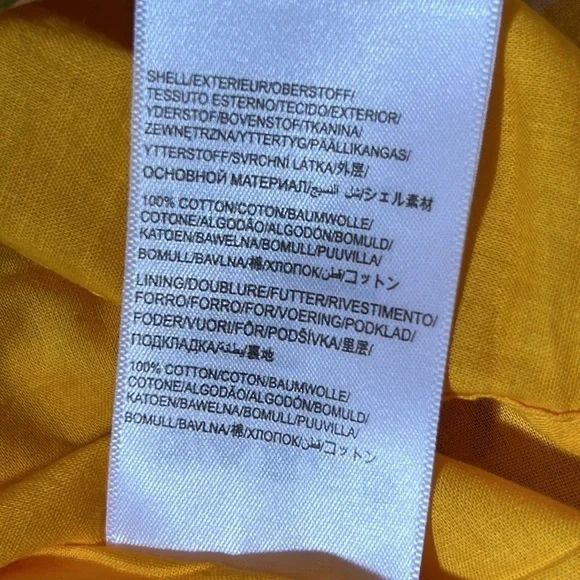 SHELL/EXTERIEUR/OBERSTOFF/
TESSUTO ESTERNO/TECIDO/EXTERIOR/
YDERSTOF/BOVENSTOF/TKANINA/
ZEWNĘTRZNA/YTTERTYG/PÄÄLLIKANGAS/
YTTERSTOFF/SVRCHNÍ LÁTKA/外层/
ОСНОВНОЙ МАТЕРИАЛ/شل النسيج/シェル素材
100% COTTON/COTON/BAUMWOLLE/
COTONE/ALGODÃO/ALGODÓN/BOMULD/
KATOEN/BAWEŁNA/BOMULL/PUUVILLA/
BOMULL/BAVLNA/棉/ХЛОПОК/قطن/コットン
LINING/DOUBLURE/FUTTER/RIVESTIMENTO/
FORRO/FORRO/FOR/VOERING/PODKLAD/
FODER/VUORI/FÔR/PODŠÍVKA/里层/
ПОДКЛАДКА/بطانة/裏地
100% COTTON/COTON/BAUMWOLLE/
COTONE/ALGODÃO/ALGODÓN/BOMULD/
KATOEN/BAWEŁNA/BOMULL/PUUVILLA/
BOMULL/BAVLNA/棉/ХЛОПОК/قطن/コットン